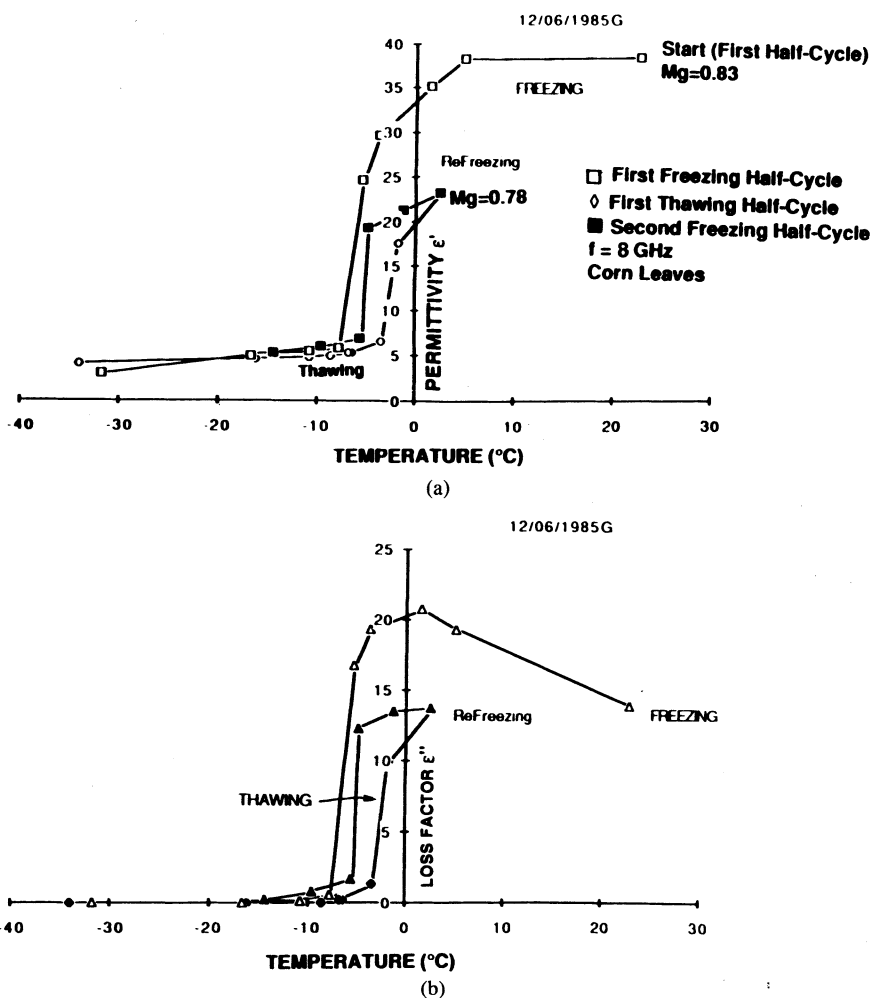 12/06/1985G
40
35
30
25
20
15
10
5
0
PERMITTIVITY ε'
Start (First Half-Cycle)
Mg=0.83
FREEZING
ReFreezing
Mg=0.78
□ First Freezing Half-Cycle
◊ First Thawing Half-Cycle
■ Second Freezing Half-Cycle
f = 8 GHz
Corn Leaves
Thawing
-40 -30 -20 -10 0 10 20 30
TEMPERATURE (°C)
(a)
12/06/1985G
25
20
15
10
5
0
LOSS FACTOR ε"
ReFreezing
FREEZING
THAWING
-40 -30 -20 -10 0 10 20 30
TEMPERATURE (°C)
(b)